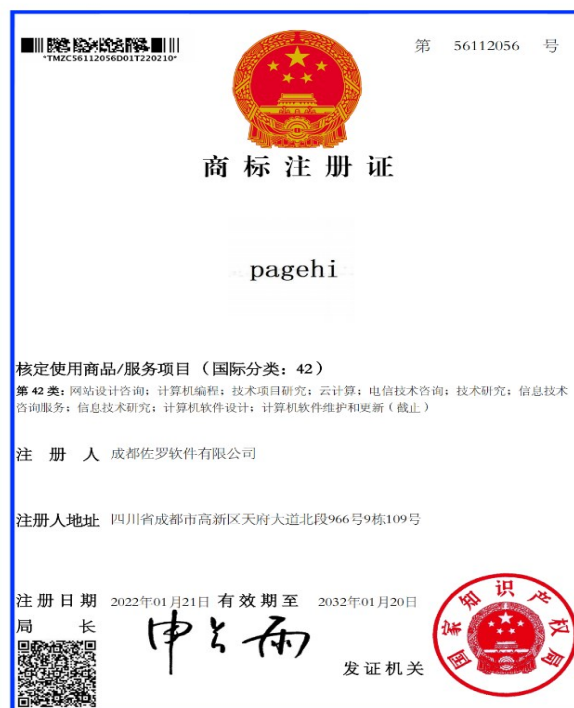 第 56112056 号
*TMZC56112056D01T220210*
商标注册证
pagehi
核定使用商品/服务项目（国际分类：42）
第 42 类：网站设计咨询；计算机编程；技术项目研究；云计算；电信技术咨询；技术研究；信息技术
咨询服务；信息技术研究；计算机软件设计；计算机软件维护和更新（截止）
注册人 成都佐罗软件有限公司
注册人地址 四川省成都市高新区天府大道北段966号9栋109号
注册日期 2022年01月21日 有效期至 2032年01月20日
局长 申长雨
发证机关
国家知识产权局